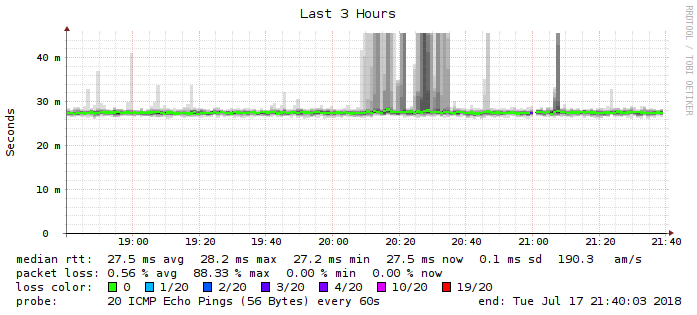 Last 3 Hours
RRDTOOL / TOBI OETIKER
Seconds
40 m
30 m
20 m
10 m
0
19:00 19:20 19:40 20:00 20:20 20:40 21:00 21:20 21:40
median rtt: 27.5 ms avg 28.2 ms max 27.2 ms min 27.5 ms now 0.1 ms sd 190.3 am/s
packet loss: 0.56 % avg 88.33 % max 0.00 % min 0.00 % now
loss color: 0 1/20 2/20 3/20 4/20 10/20 19/20
probe: 20 ICMP Echo Pings (56 Bytes) every 60s end: Tue Jul 17 21:40:03 2018